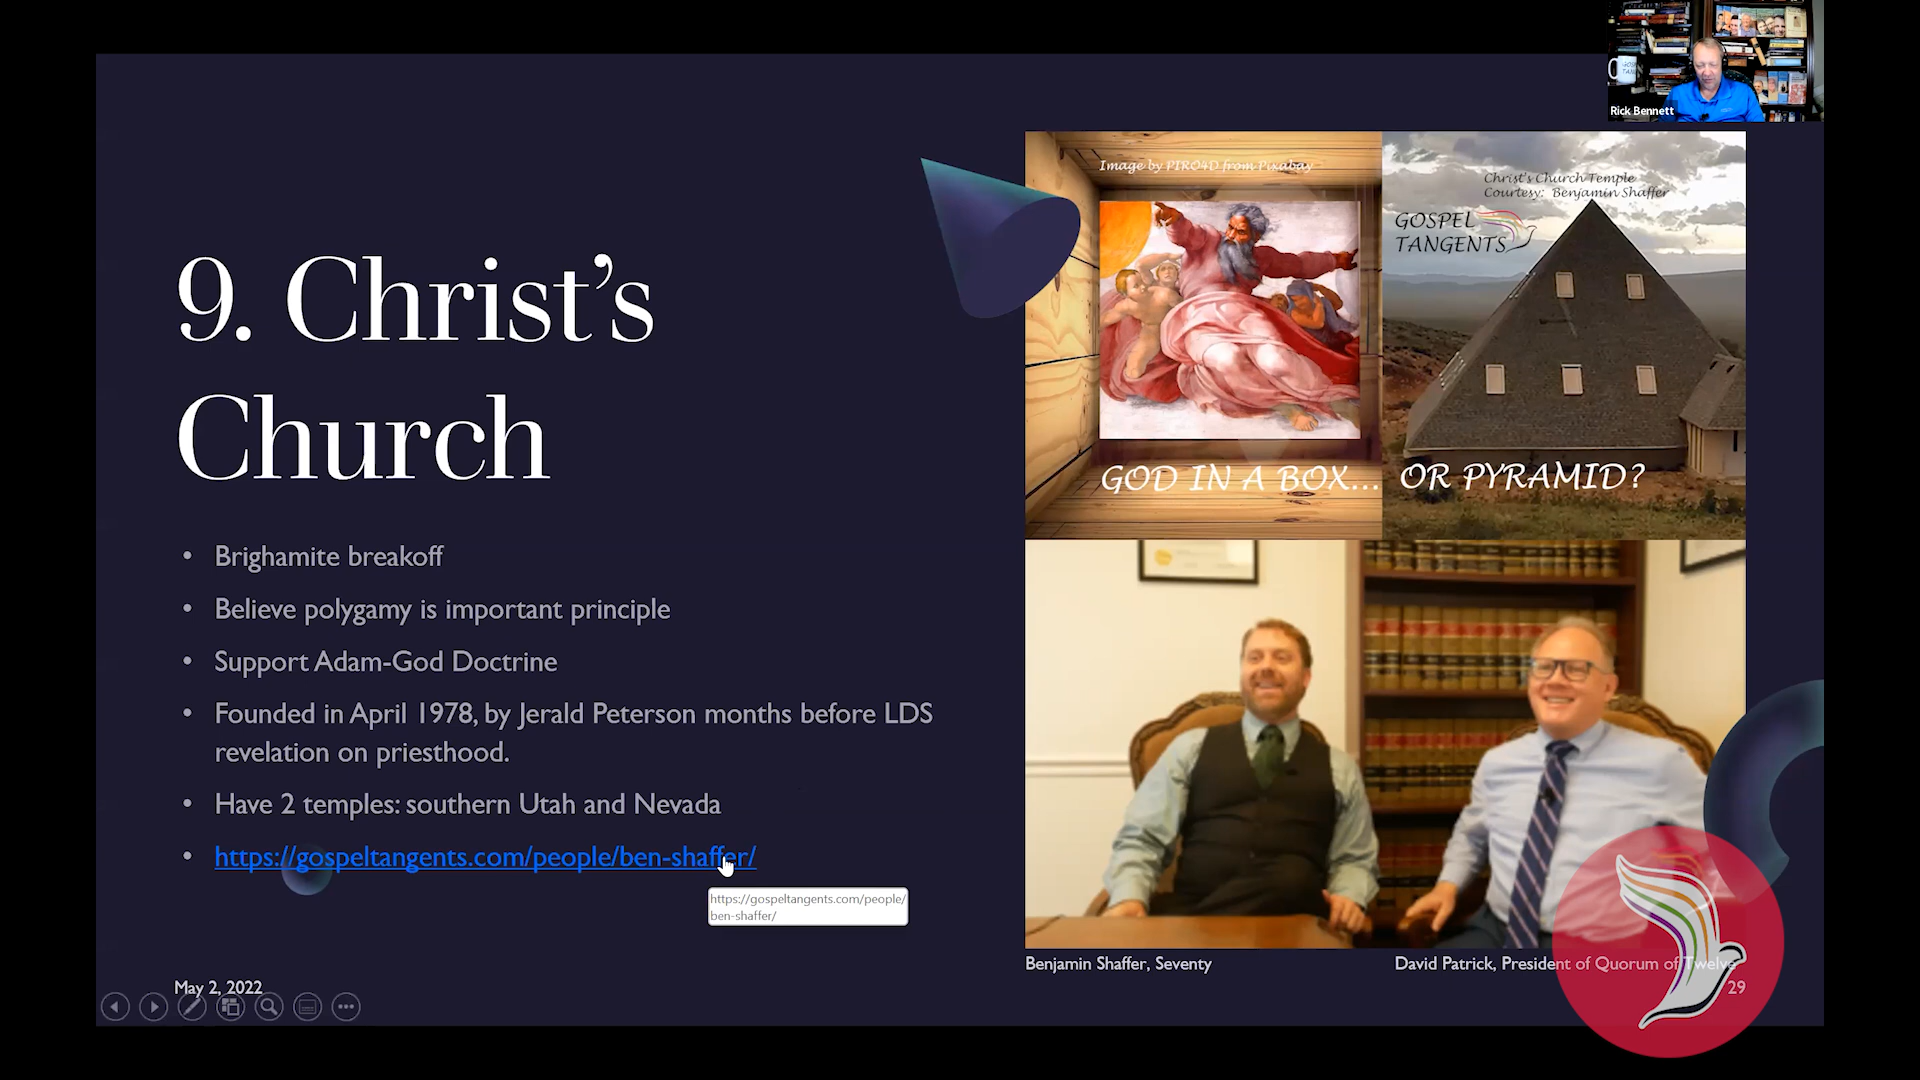 Rick Bennett
Image by PIRO4D from Pixabay
Christ's Church Temple
Courtesy: Benjamin Shaffer
GOSPEL
TANGENTS
GOD IN A BOX... OR PYRAMID?
9. Christ's
Church
• Brighamite breakoff
• Believe polygamy is important principle
• Support Adam-God Doctrine
• Founded in April 1978, by Jerald Peterson months before LDS
revelation on priesthood.
• Have 2 temples: southern Utah and Nevada
• https://gospeltangents.com/people/ben-shaffer/
https://gospeltangents.com/people/
ben-shaffer/
Benjamin Shaffer, Seventy
David Patrick, President of Quorum of Twelve
May 2, 2022
29